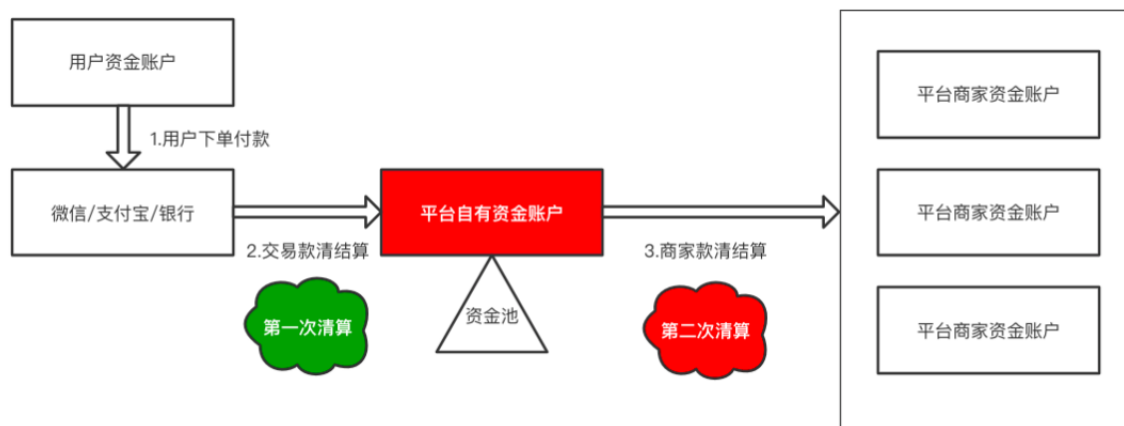 用户资金账户
1.用户下单付款
微信/支付宝/银行
2.交易款清结算
第一次清算
平台自有资金账户
资金池
3.商家款清结算
第二次清算
平台商家资金账户
平台商家资金账户
平台商家资金账户